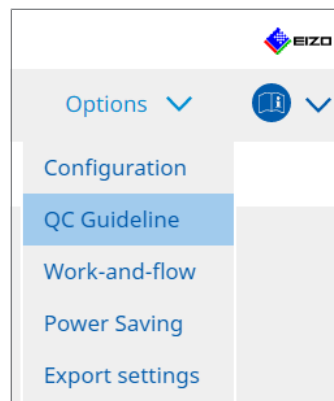 EIZO
Options
Configuration
QC Guideline
Work-and-flow
Power Saving
Export settings